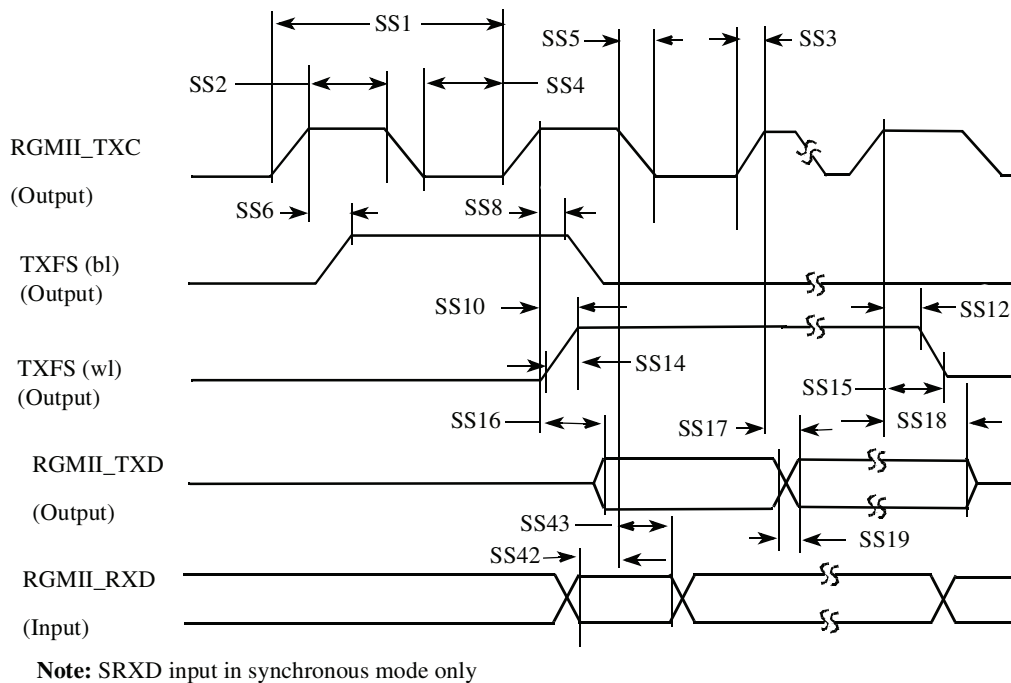 SS1
SS5
SS3
SS2
SS4
RGMII_TXC
(Output)
SS6
SS8
TXFS (bl)
(Output)
SS10
SS12
TXFS (wl)
(Output)
SS14
SS15
SS16
SS17
SS18
RGMII_TXD
(Output)
SS43
SS19
SS42
RGMII_RXD
(Input)
Note: SRXD input in synchronous mode only